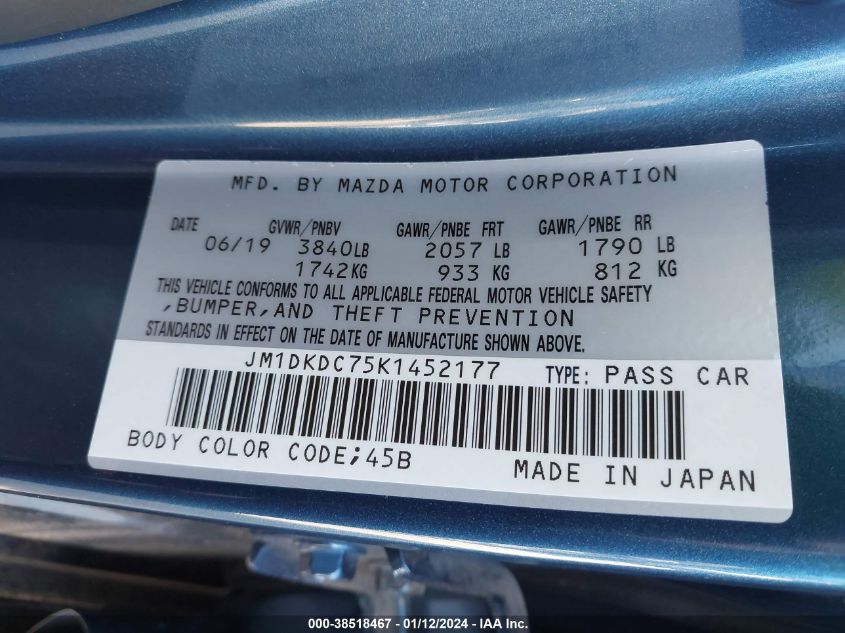 MFD. BY MAZDA MOTOR CORPORATION
DATE GVWR/PNBV GAWR/PNBE FRT GAWR/PNBE RR
06/19 3840LB 2057 LB 1790 LB
1742KG 933 KG 812 KG
THIS VEHICLE CONFORMS TO ALL APPLICABLE FEDERAL MOTOR VEHICLE SAFETY
,BUMPER,AND THEFT PREVENTION
STANDARDS IN EFFECT ON THE DATE OF MANUFACTURE SHOWN ABOVE.
JM1DKDC75K1452177 TYPE: PASS CAR
BODY COLOR CODE;45B MADE IN JAPAN
000-38518467 - 01/12/2024 - IAA Inc.